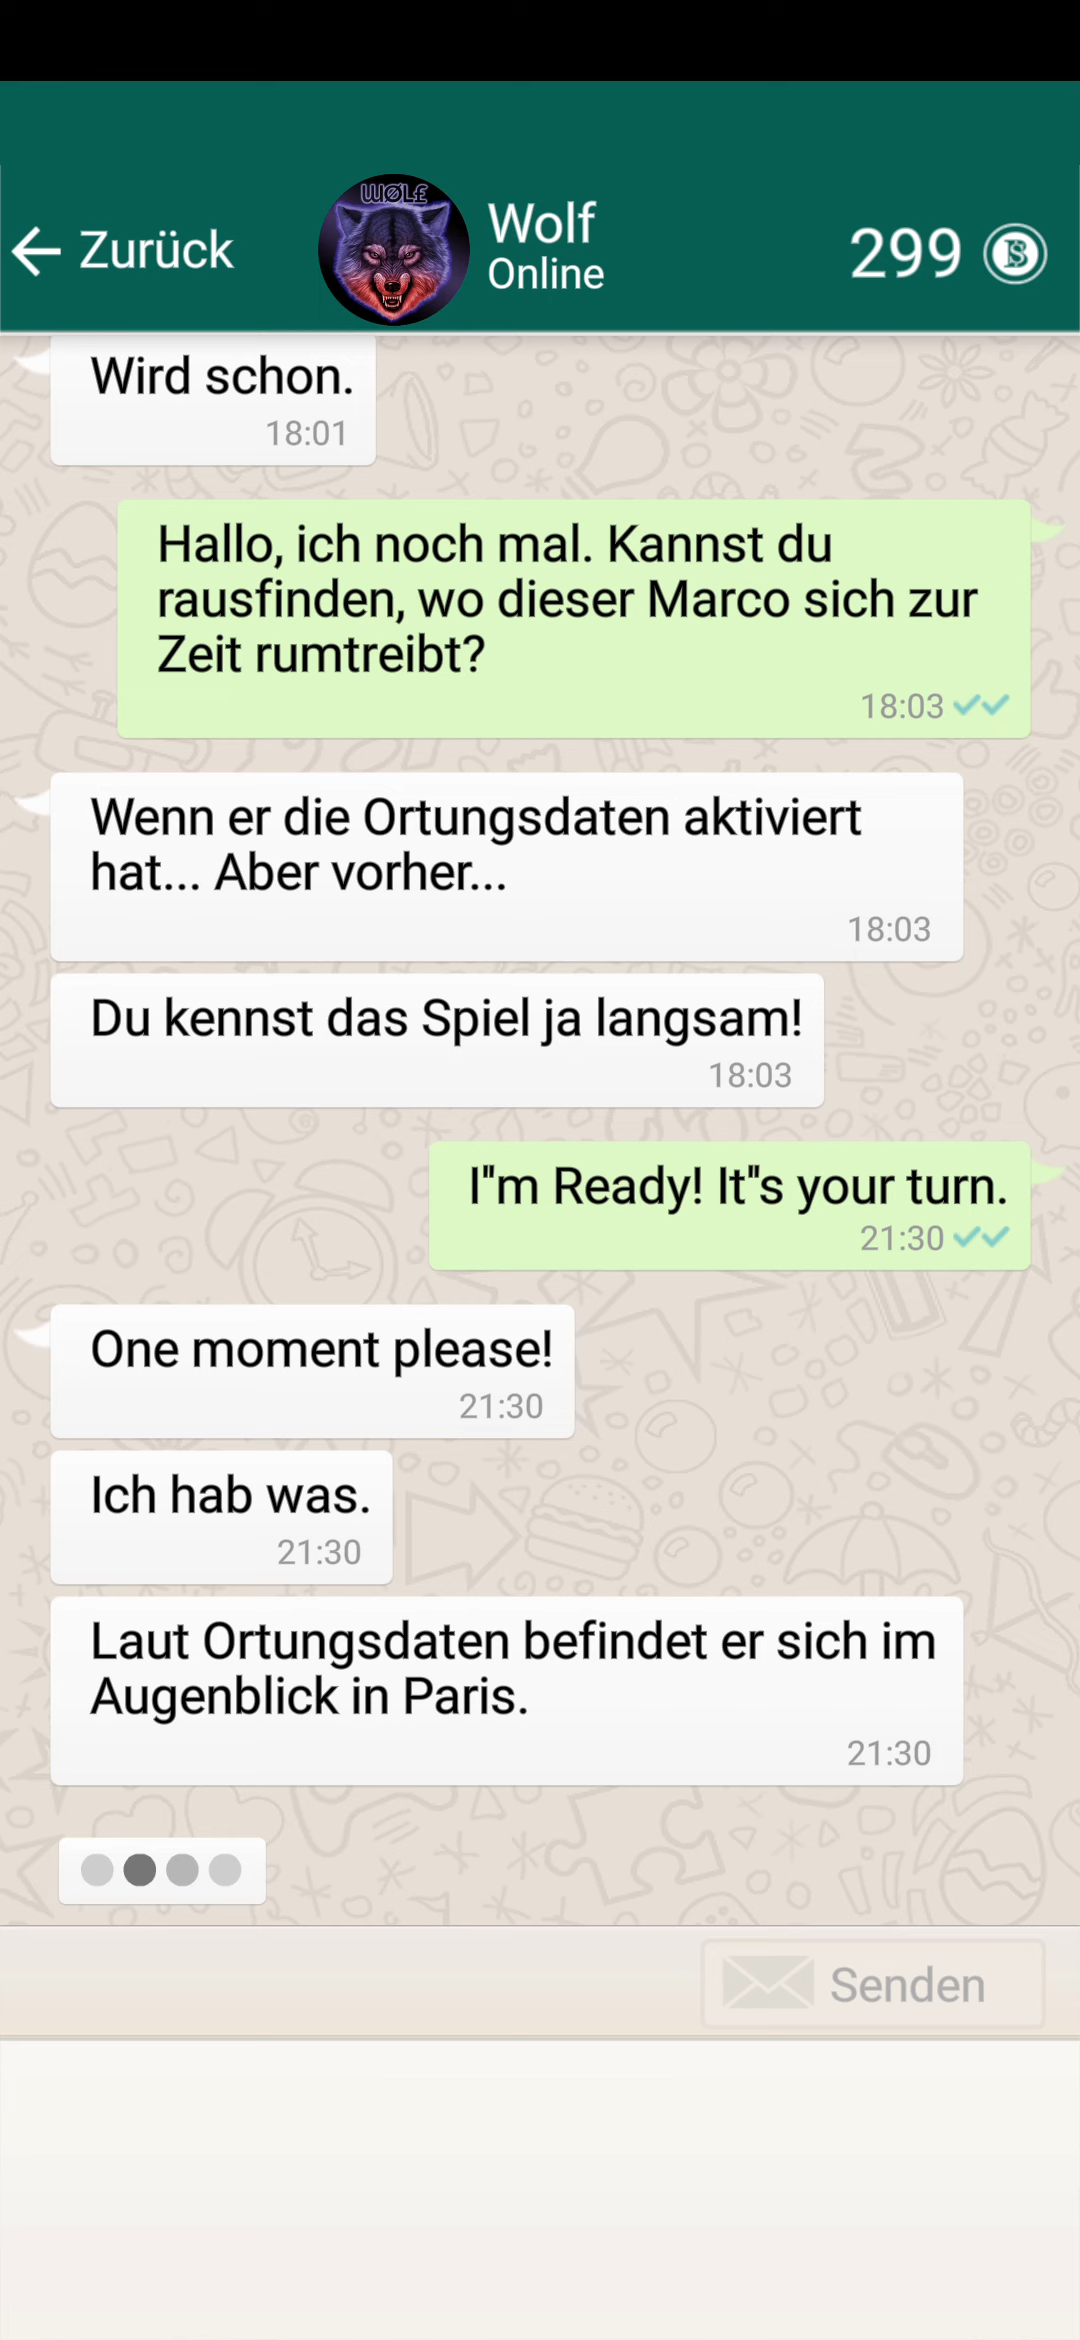 Zurück
WØLF
Wolf
Online
299
Wird schon.
18:01
Hallo, ich noch mal. Kannst du
rausfinden, wo dieser Marco sich zur
Zeit rumtreibt?
18:03
Wenn er die Ortungsdaten aktiviert
hat... Aber vorher...
18:03
Du kennst das Spiel ja langsam!
18:03
I"m Ready! It"s your turn.
21:30
One moment please!
21:30
Ich hab was.
21:30
Laut Ortungsdaten befindet er sich im
Augenblick in Paris.
21:30
Senden